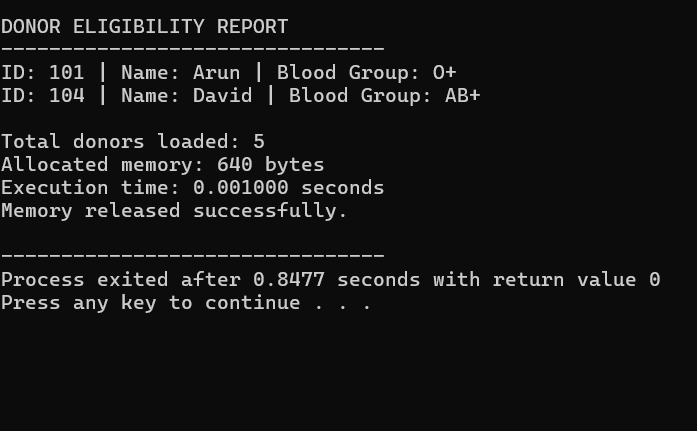 DONOR ELIGIBILITY REPORT
--------------------------------
ID: 101 | Name: Arun | Blood Group: O+
ID: 104 | Name: David | Blood Group: AB+
Total donors loaded: 5
Allocated memory: 640 bytes
Execution time: 0.001000 seconds
Memory released successfully.
--------------------------------
Process exited after 0.8477 seconds with return value 0
Press any key to continue . . .